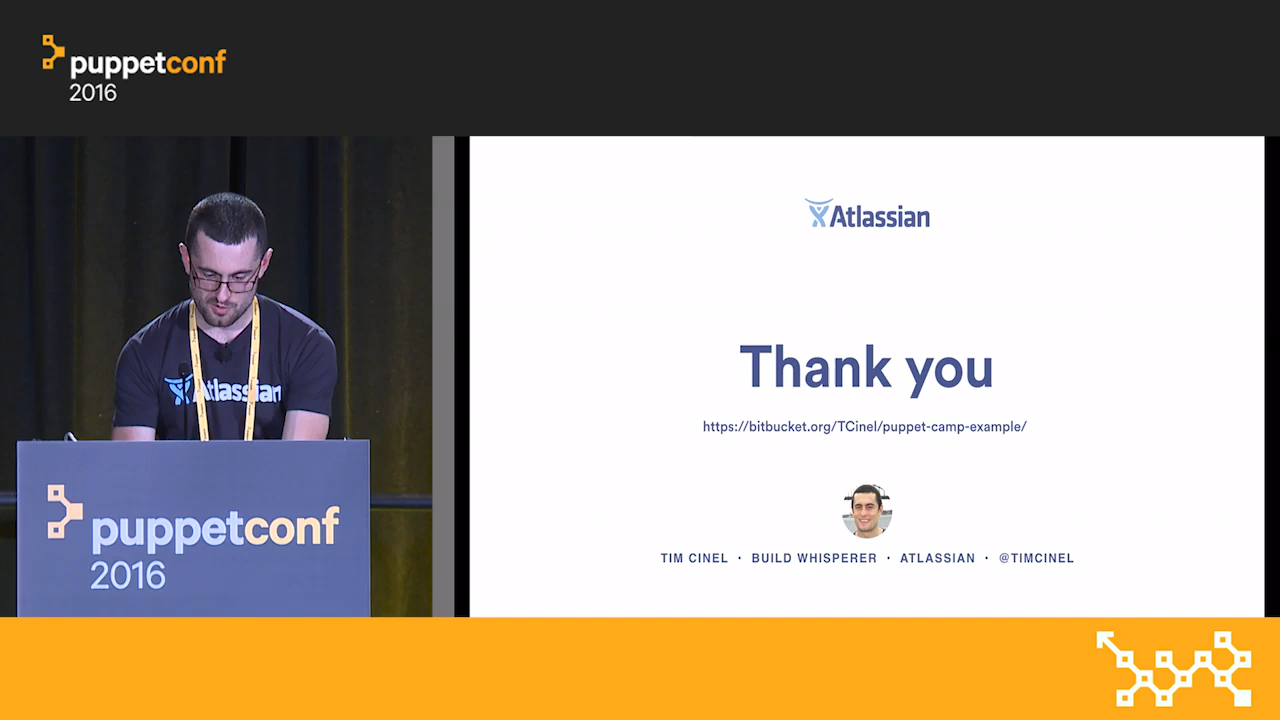 puppetconf
2016
Atlassian
Thank you
https://bitbucket.org/TCinel/puppet-camp-example/
TIM CINEL · BUILD WHISPERER · ATLASSIAN · @TIMCINEL
Atlassian
puppetconf
2016